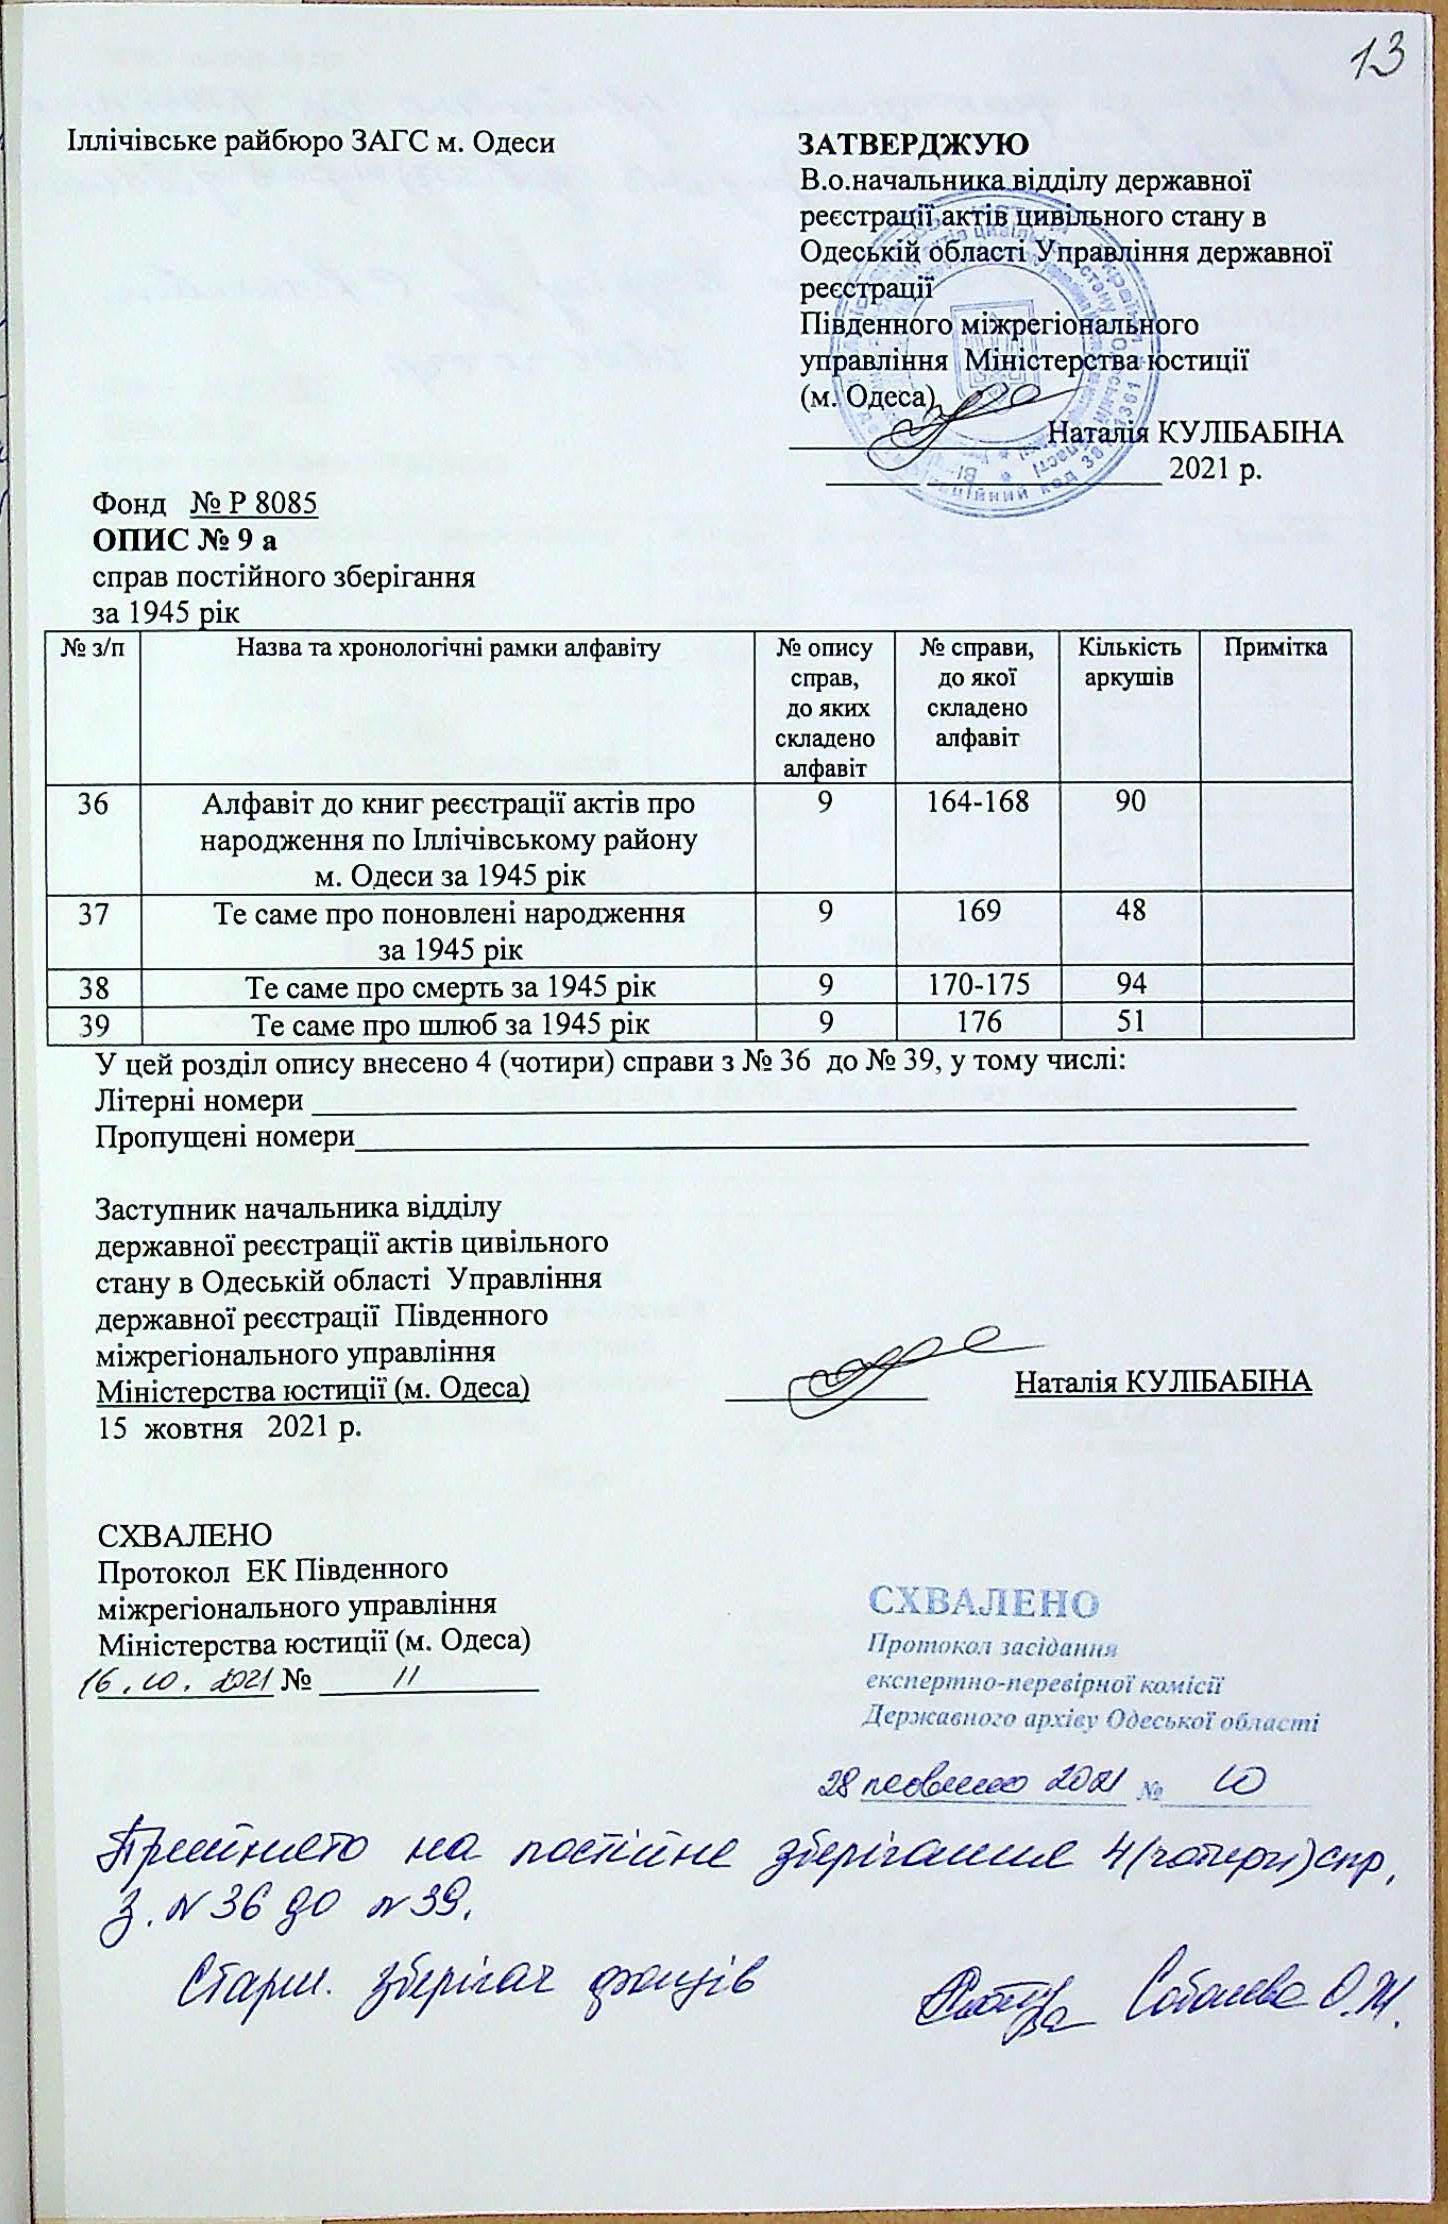 13
Іллічівське райбюро ЗАГС м. Одеси
ЗАТВЕРДЖУЮ
В.о.начальника відділу державної
реєстрації актів цивільного стану в
Одеській області Управління державної
реєстрації
Південного міжрегіонального
управління Міністерства юстиції
(м. Одеса)
Наталія КУЛІБАБІНА
2021 р.
Фонд № Р 8085
ОПИС № 9 а
справ постійного зберігання
за 1945 рік
№ з/п Назва та хронологічні рамки алфавіту № опису справ, до яких складено алфавіт № справи, до якої складено алфавіт Кількість аркушів Примітка
36 Алфавіт до книг реєстрації актів про народження по Іллічівському району м. Одеси за 1945 рік 9 164-168 90
37 Те саме про поновлені народження за 1945 рік 9 169 48
38 Те саме про смерть за 1945 рік 9 170-175 94
39 Те саме про шлюб за 1945 рік 9 176 51
У цей розділ опису внесено 4 (чотири) справи з № 36 до № 39, у тому числі:
Літерні номери
Пропущені номери
Заступник начальника відділу
державної реєстрації актів цивільного
стану в Одеській області Управління
державної реєстрації Південного
міжрегіонального управління
Міністерства юстиції (м. Одеса)
Наталія КУЛІБАБІНА
15 жовтня 2021 р.
СХВАЛЕНО
Протокол ЕК Південного
міжрегіонального управління
Міністерства юстиції (м. Одеса)
16.10.2021 № 11
СХВАЛЕНО
Протокол засідання
експертно-перевірної комісії
Державного архіву Одеської області
28 2021 № 10
Прийнято на постійне зберігання 4 (чотири) спр.
з. №36 до №39.
Старш. зберігач фондів
О.М.